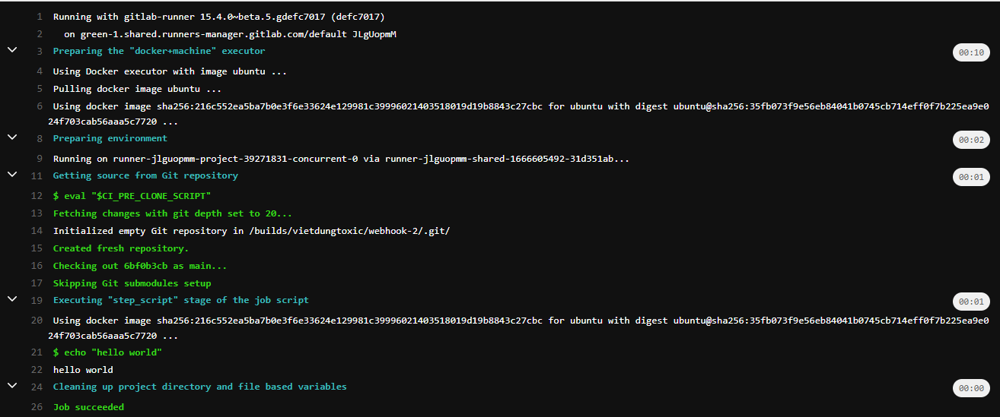 1 Running with gitlab-runner 15.4.0~beta.5.gdefc7017 (defc7017)
2 on green-1.shared.runners-manager.gitlab.com/default JLgUopmM
3 Preparing the "docker+machine" executor 00:10
4 Using Docker executor with image ubuntu ...
5 Pulling docker image ubuntu ...
6 Using docker image sha256:216c552ea5ba7b0e3f6e33624e129981c39996021403518019d19b8843c27cbc for ubuntu with digest ubuntu@sha256:35fb073f9e56eb84041b0745cb714eff0f7b225ea9e0
24f703cab56aaa5c7720 ...
8 Preparing environment 00:02
9 Running on runner-jlguopmm-project-39271831-concurrent-0 via runner-jlguopmm-shared-1666605492-31d351ab...
11 Getting source from Git repository 00:01
12 $ eval "$CI_PRE_CLONE_SCRIPT"
13 Fetching changes with git depth set to 20...
14 Initialized empty Git repository in /builds/vietdungtoxic/webhook-2/.git/
15 Created fresh repository.
16 Checking out 6bf0b3cb as main...
17 Skipping Git submodules setup
19 Executing "step_script" stage of the job script 00:01
20 Using docker image sha256:216c552ea5ba7b0e3f6e33624e129981c39996021403518019d19b8843c27cbc for ubuntu with digest ubuntu@sha256:35fb073f9e56eb84041b0745cb714eff0f7b225ea9e0
24f703cab56aaa5c7720 ...
21 $ echo "hello world"
22 hello world
24 Cleaning up project directory and file based variables 00:00
26 Job succeeded